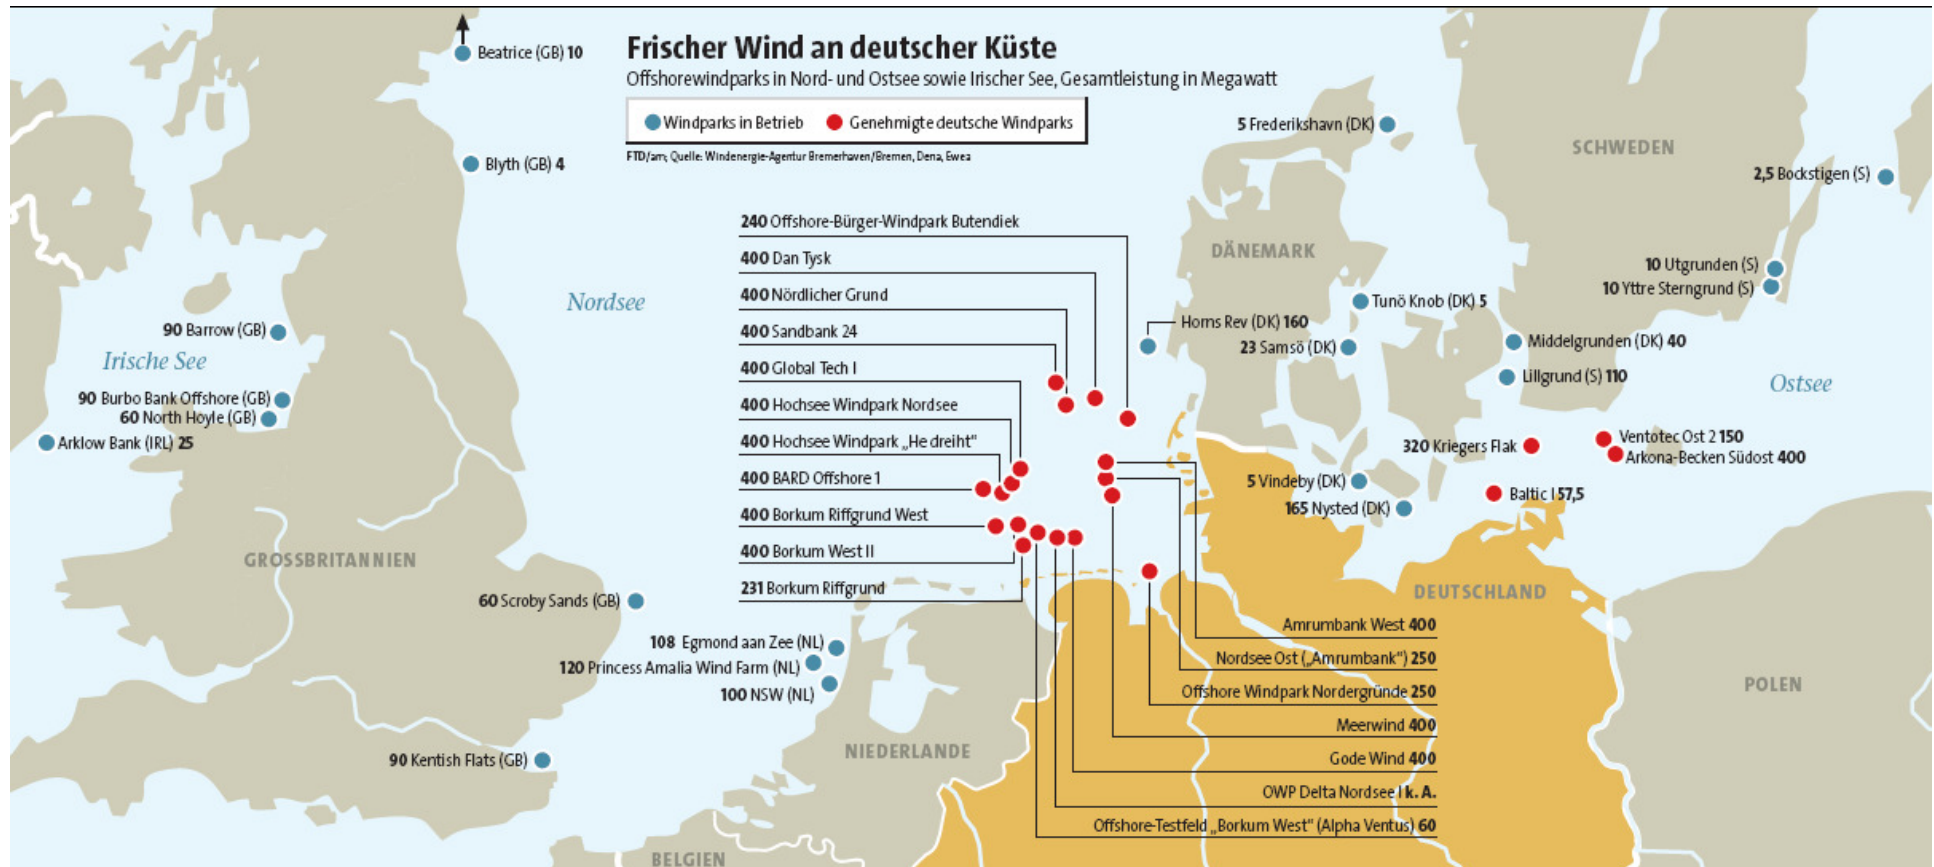 Frischer Wind an deutscher Küste
Offshorewindparks in Nord- und Ostsee sowie Irischer See, Gesamtleistung in Megawatt
Windparks in Betrieb
Genehmigte deutsche Windparks
FTD/am; Quelle: Windenergie-Agentur Bremerhaven/Bremen, Dena, Ewea
Beatrice (GB) 10
Blyth (GB) 4
Nordsee
90 Barrow (GB)
Irische See
90 Burbo Bank Offshore (GB)
60 North Hoyle (GB)
Arklow Bank (IRL) 25
GROSSBRITANNIEN
60 Scroby Sands (GB)
108 Egmond aan Zee (NL)
120 Princess Amalia Wind Farm (NL)
100 NSW (NL)
90 Kentish Flats (GB)
NIEDERLANDE
BELGIEN
240 Offshore-Bürger-Windpark Butendiek
400 Dan Tysk
400 Nördlicher Grund
400 Sandbank 24
400 Global Tech I
400 Hochsee Windpark Nordsee
400 Hochsee Windpark „He dreiht“
400 BARD Offshore 1
400 Borkum Riffgrund West
400 Borkum West II
231 Borkum Riffgrund
5 Frederikshavn (DK)
SCHWEDEN
2,5 Bockstigen (S)
DÄNEMARK
10 Utgrunden (S)
10 Yttre Sterngrund (S)
Tunö Knob (DK) 5
Horns Rev (DK) 160
23 Samsö (DK)
Middelgrunden (DK) 40
Lillgrund (S) 110
Ostsee
320 Kriegers Flak
Ventotec Ost 2 150
Arkona-Becken Südost 400
5 Vindeby (DK)
165 Nysted (DK)
Baltic I 57,5
DEUTSCHLAND
POLEN
Amrumbank West 400
Nordsee Ost („Amrumbank“) 250
Offshore Windpark Nordergründe 250
Meerwind 400
Gode Wind 400
OWP Delta Nordsee I k. A.
Offshore-Testfeld „Borkum West“ (Alpha Ventus) 60